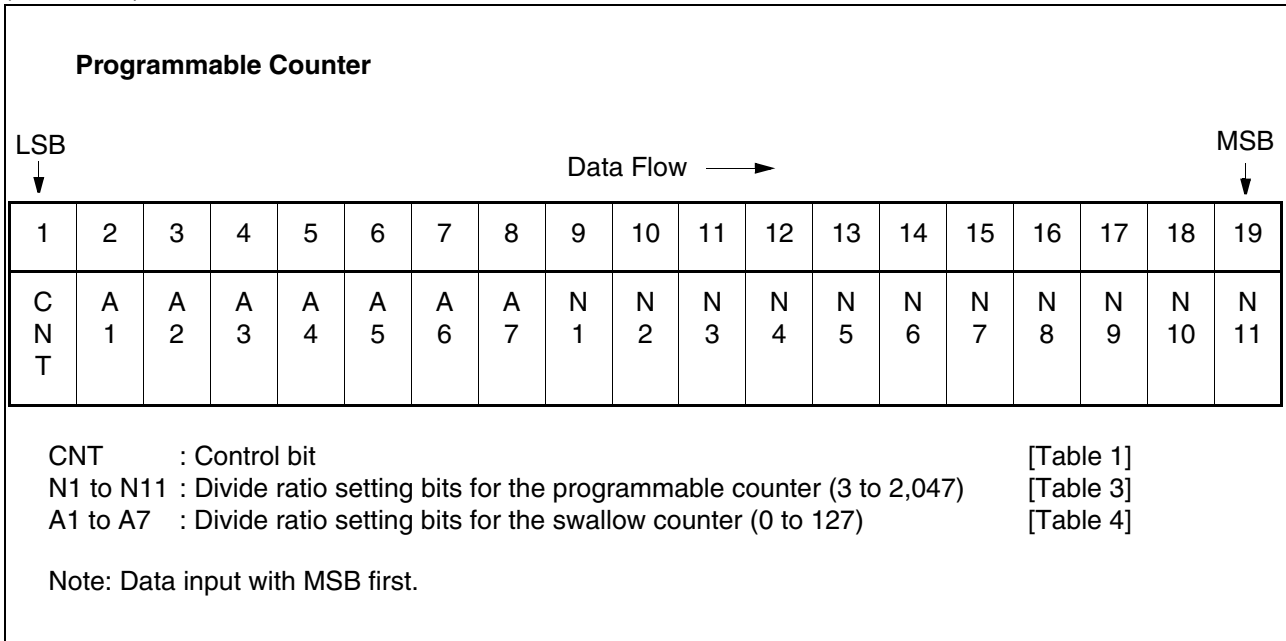 Programmable Counter
LSB
MSB
Data Flow
1 2 3 4 5 6 7 8 9 10 11 12 13 14 15 16 17 18 19
C A A A A A A A N N N N N N N N N N N
N 1 2 3 4 5 6 7 1 2 3 4 5 6 7 8 9 10 11
T
CNT : Control bit [Table 1]
N1 to N11 : Divide ratio setting bits for the programmable counter (3 to 2,047) [Table 3]
A1 to A7 : Divide ratio setting bits for the swallow counter (0 to 127) [Table 4]
Note: Data input with MSB first.